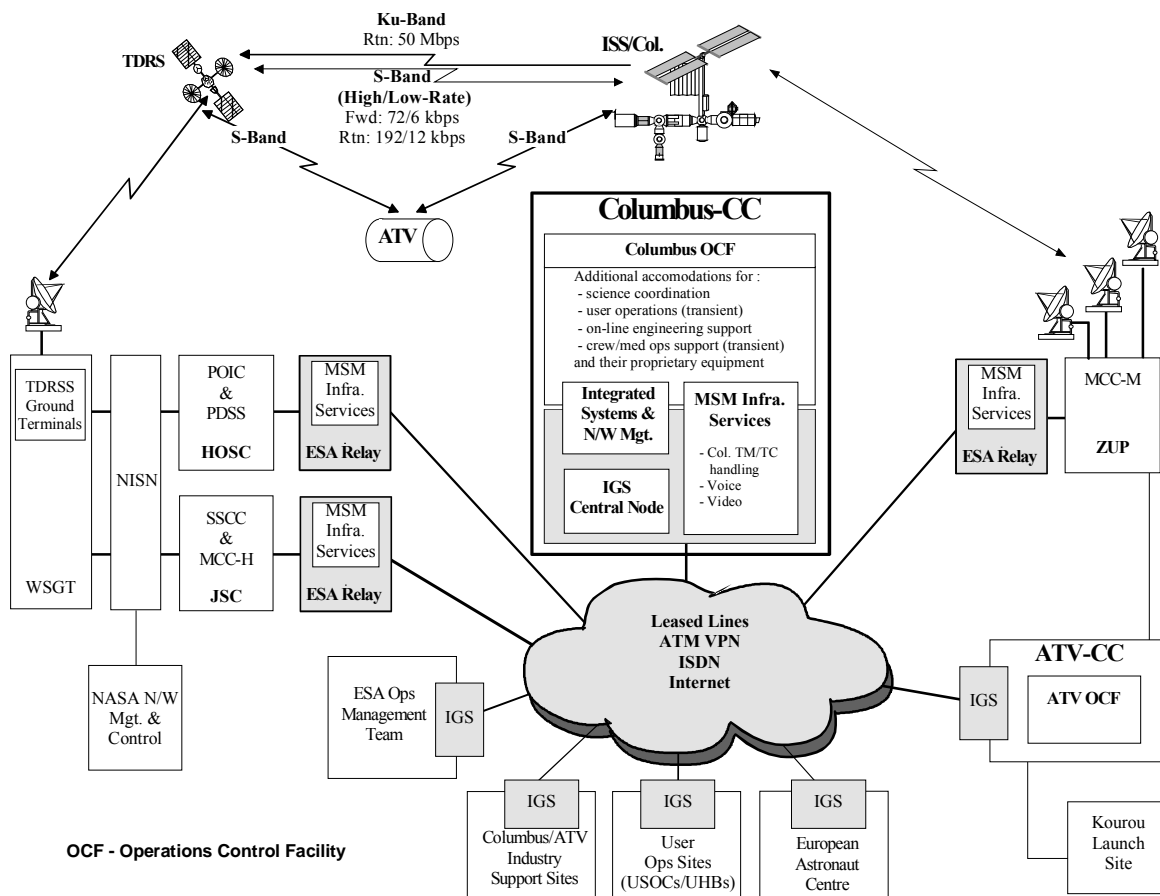 Ku-Band
Rtn: 50 Mbps
TDRS
ISS/Col.
S-Band
(High/Low-Rate)
Fwd: 72/6 kbps
Rtn: 192/12 kbps
S-Band
S-Band
ATV
Columbus-CC
Columbus OCF
Additional accomodations for :
- science coordination
- user operations (transient)
- on-line engineering support
- crew/med ops support (transient)
and their proprietary equipment
Integrated
Systems &
N/W Mgt.
MSM Infra.
Services
- Col. TM/TC
handling
- Voice
- Video
IGS
Central Node
TDRSS
Ground
Terminals
WSGT
NISN
POIC
&
PDSS
HOSC
MSM
Infra.
Services
ESA Relay
SSCC
&
MCC-H
JSC
MSM
Infra.
Services
ESA Relay
MSM
Infra.
Services
ESA Relay
MCC-M
ZUP
NASA N/W
Mgt. &
Control
Leased Lines
ATM VPN
ISDN
Internet
ESA Ops
Management
Team
IGS
IGS
ATV-CC
ATV OCF
IGS
Columbus/ATV
Industry
Support Sites
IGS
User
Ops Sites
(USOCs/UHBs)
IGS
European
Astronaut
Centre
Kourou
Launch
Site
OCF - Operations Control Facility